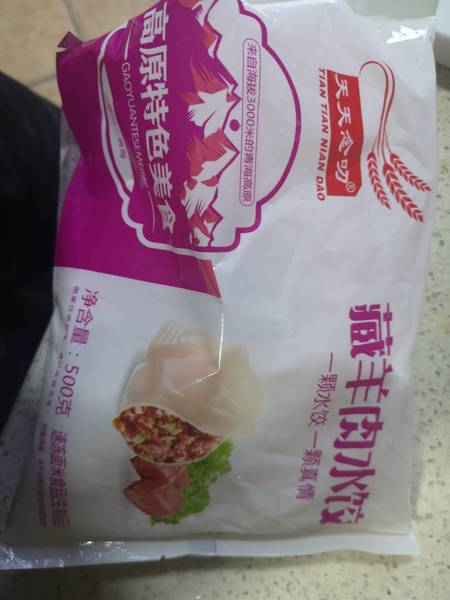 天天念叨®
TIAN TIAN NIAN DAO
来自海拔3000米的青海高原
高原特色美食
GAOYUANTESEMEISHI
藏羊肉水饺
一颗水饺一颗真情
净含量：500克
速冻面米食品生制品